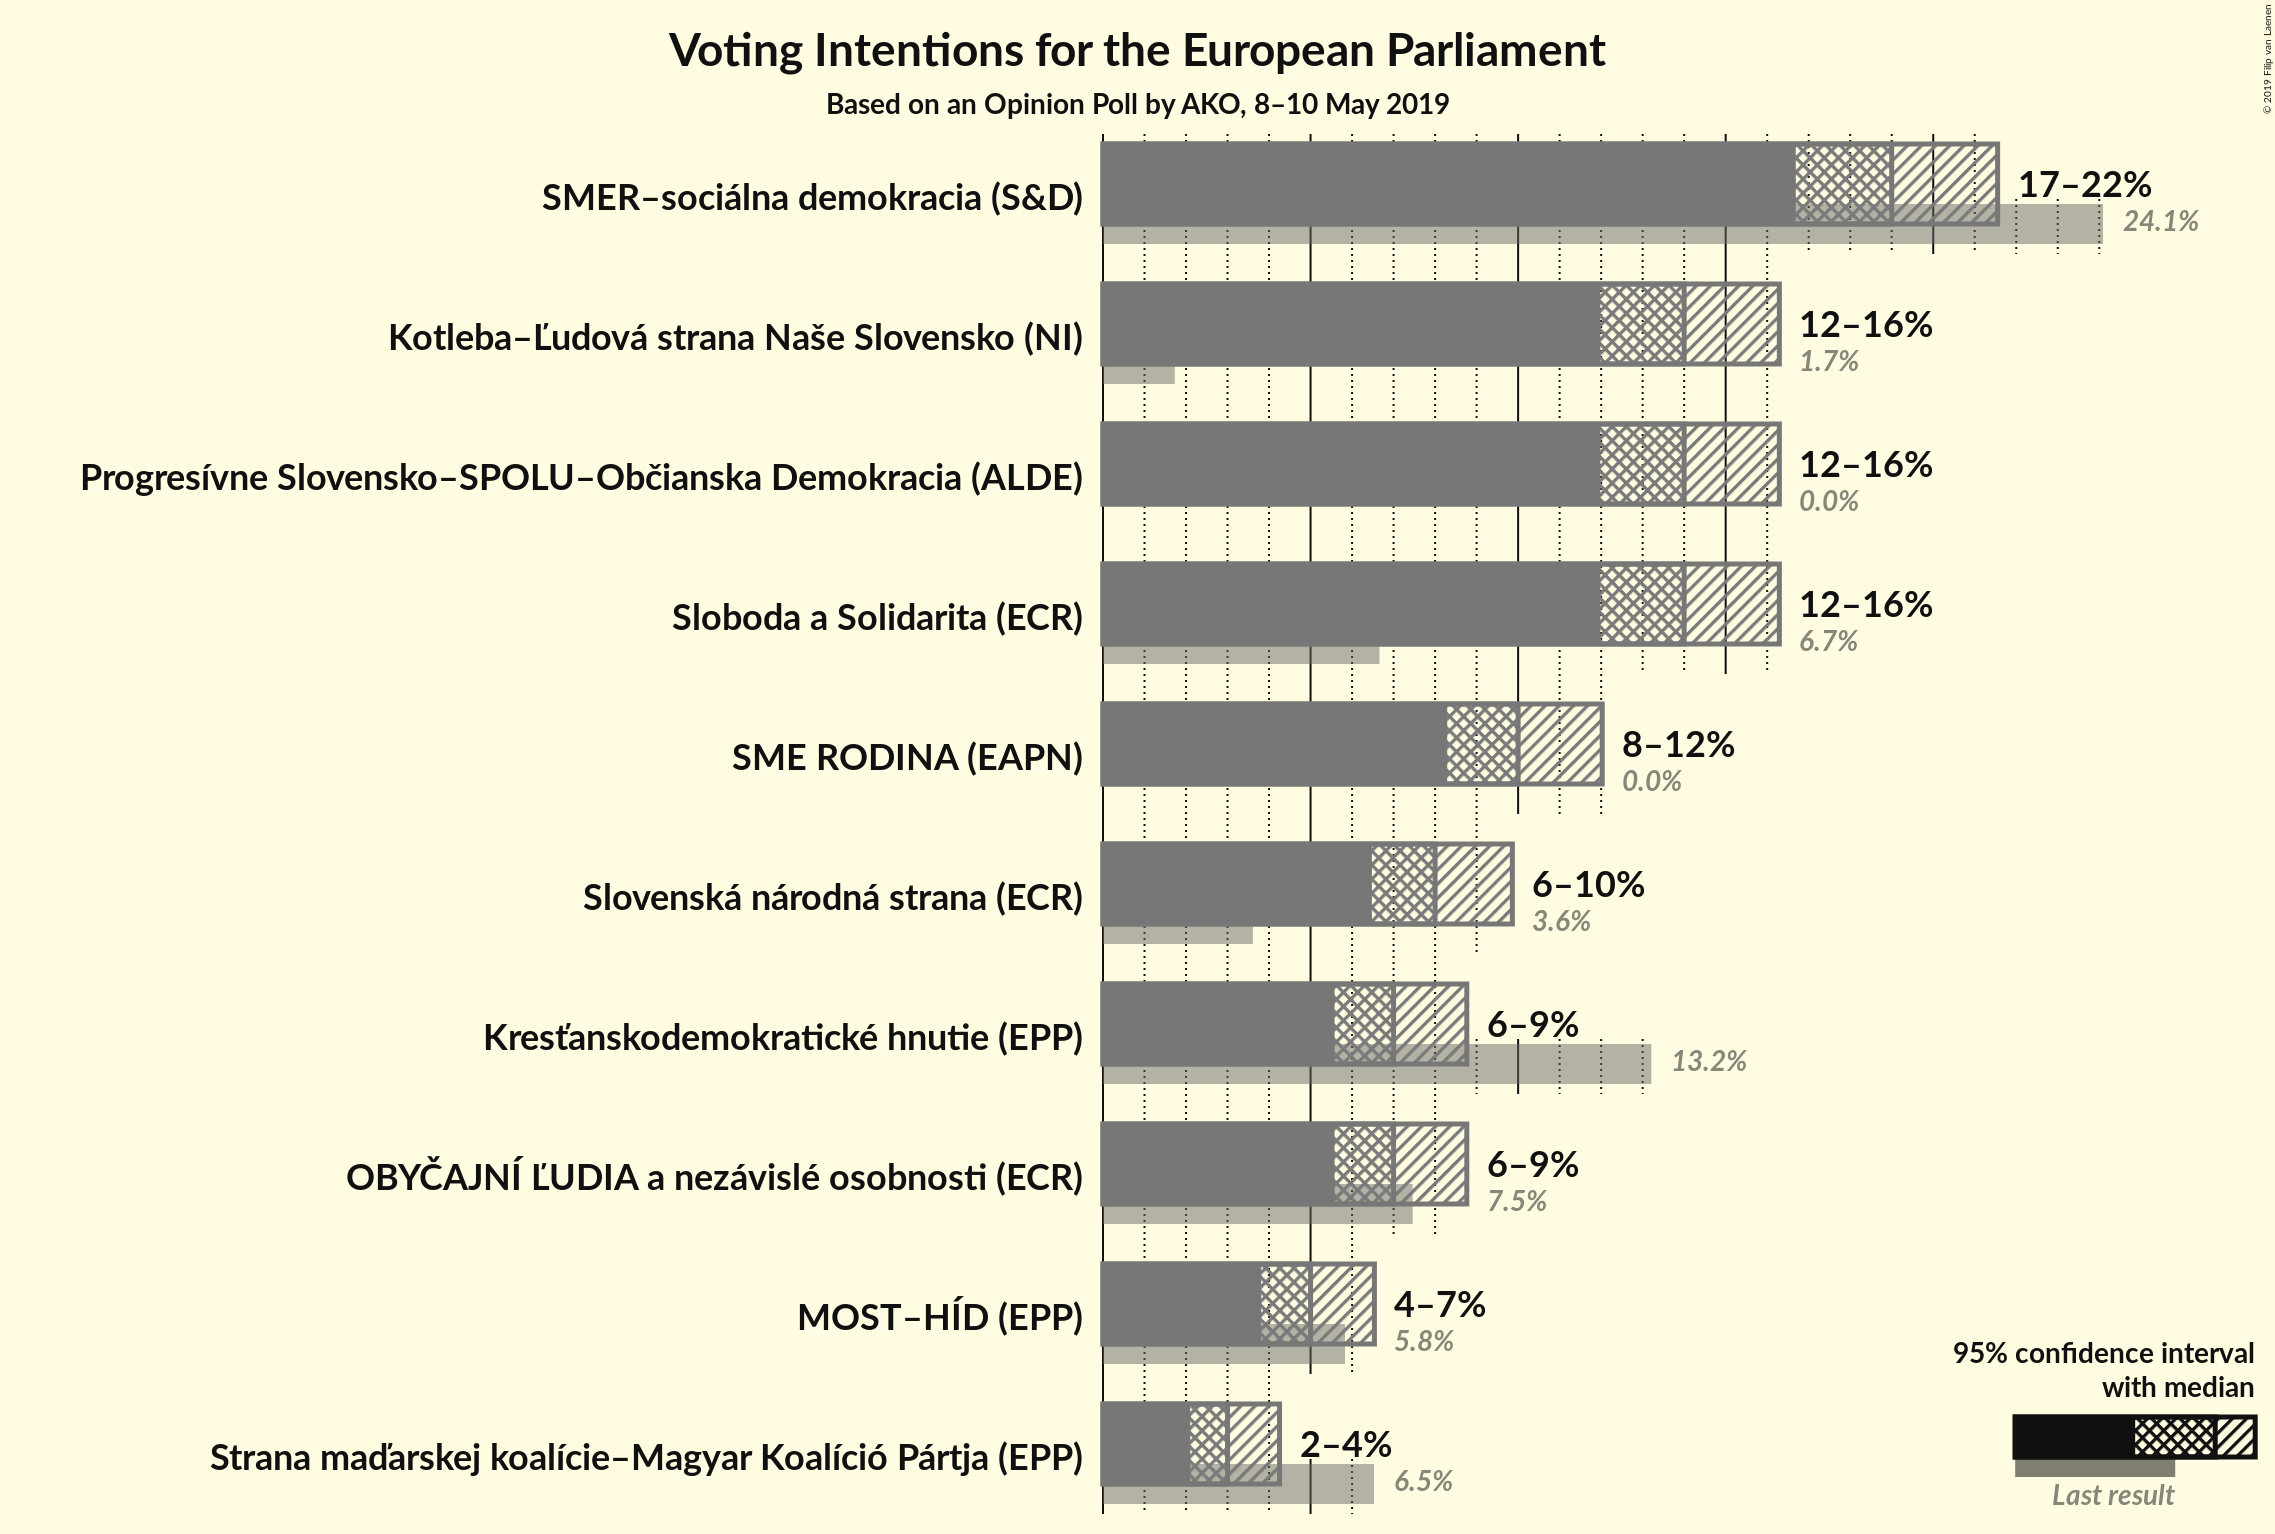 Voting Intentions for the European Parliament
Based on an Opinion Poll by AKO, 8–10 May 2019
© 2019 Filip van Laenen
SMER–sociálna demokracia (S&D)
17–22%
24.1%
Kotleba–Ľudová strana Naše Slovensko (NI)
12–16%
1.7%
Progresívne Slovensko–SPOLU–Občianska Demokracia (ALDE)
12–16%
0.0%
Sloboda a Solidarita (ECR)
12–16%
6.7%
SME RODINA (EAPN)
8–12%
0.0%
Slovenská národná strana (ECR)
6–10%
3.6%
Kresťanskodemokratické hnutie (EPP)
6–9%
13.2%
OBYČAJNÍ ĽUDIA a nezávislé osobnosti (ECR)
6–9%
7.5%
MOST–HÍD (EPP)
4–7%
5.8%
Strana maďarskej koalície–Magyar Koalíció Pártja (EPP)
2–4%
6.5%
95% confidence interval
with median
Last result